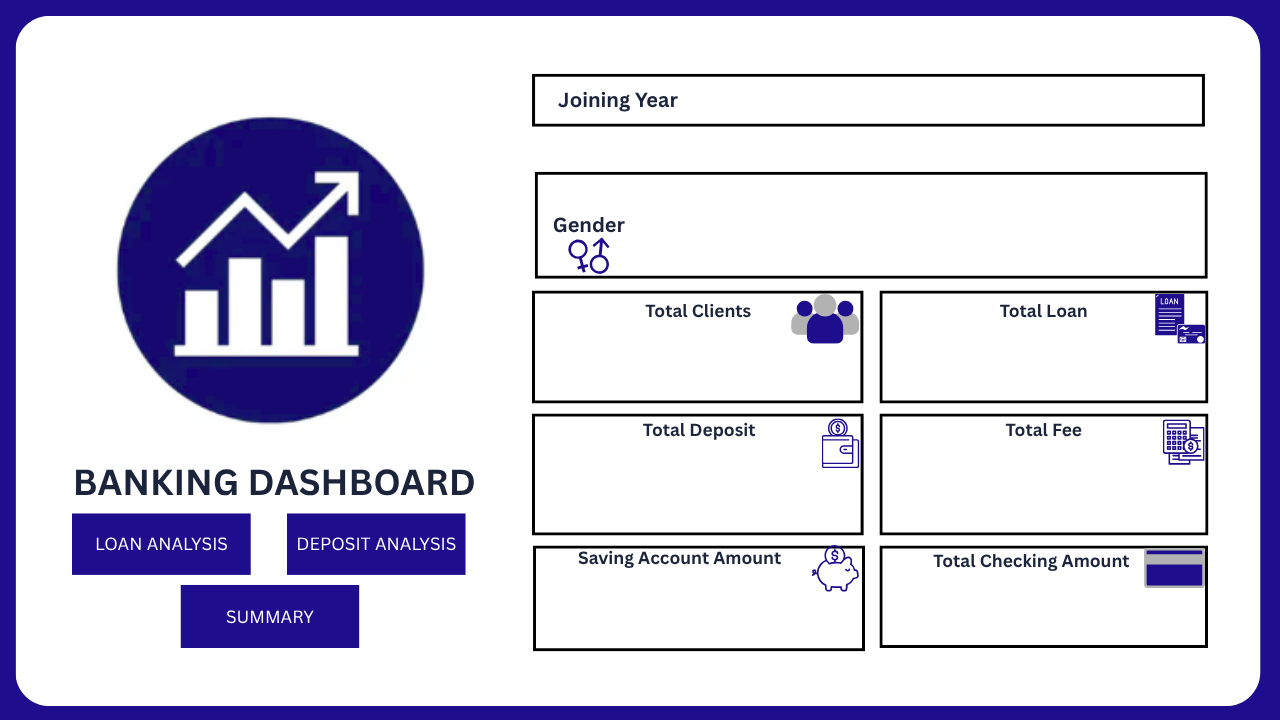 Joining Year
Gender
Total Clients
Total Loan
LOAN
Total Deposit
$
Total Fee
$
BANKING DASHBOARD
LOAN ANALYSIS
DEPOSIT ANALYSIS
SUMMARY
Saving Account Amount
$
Total Checking Amount